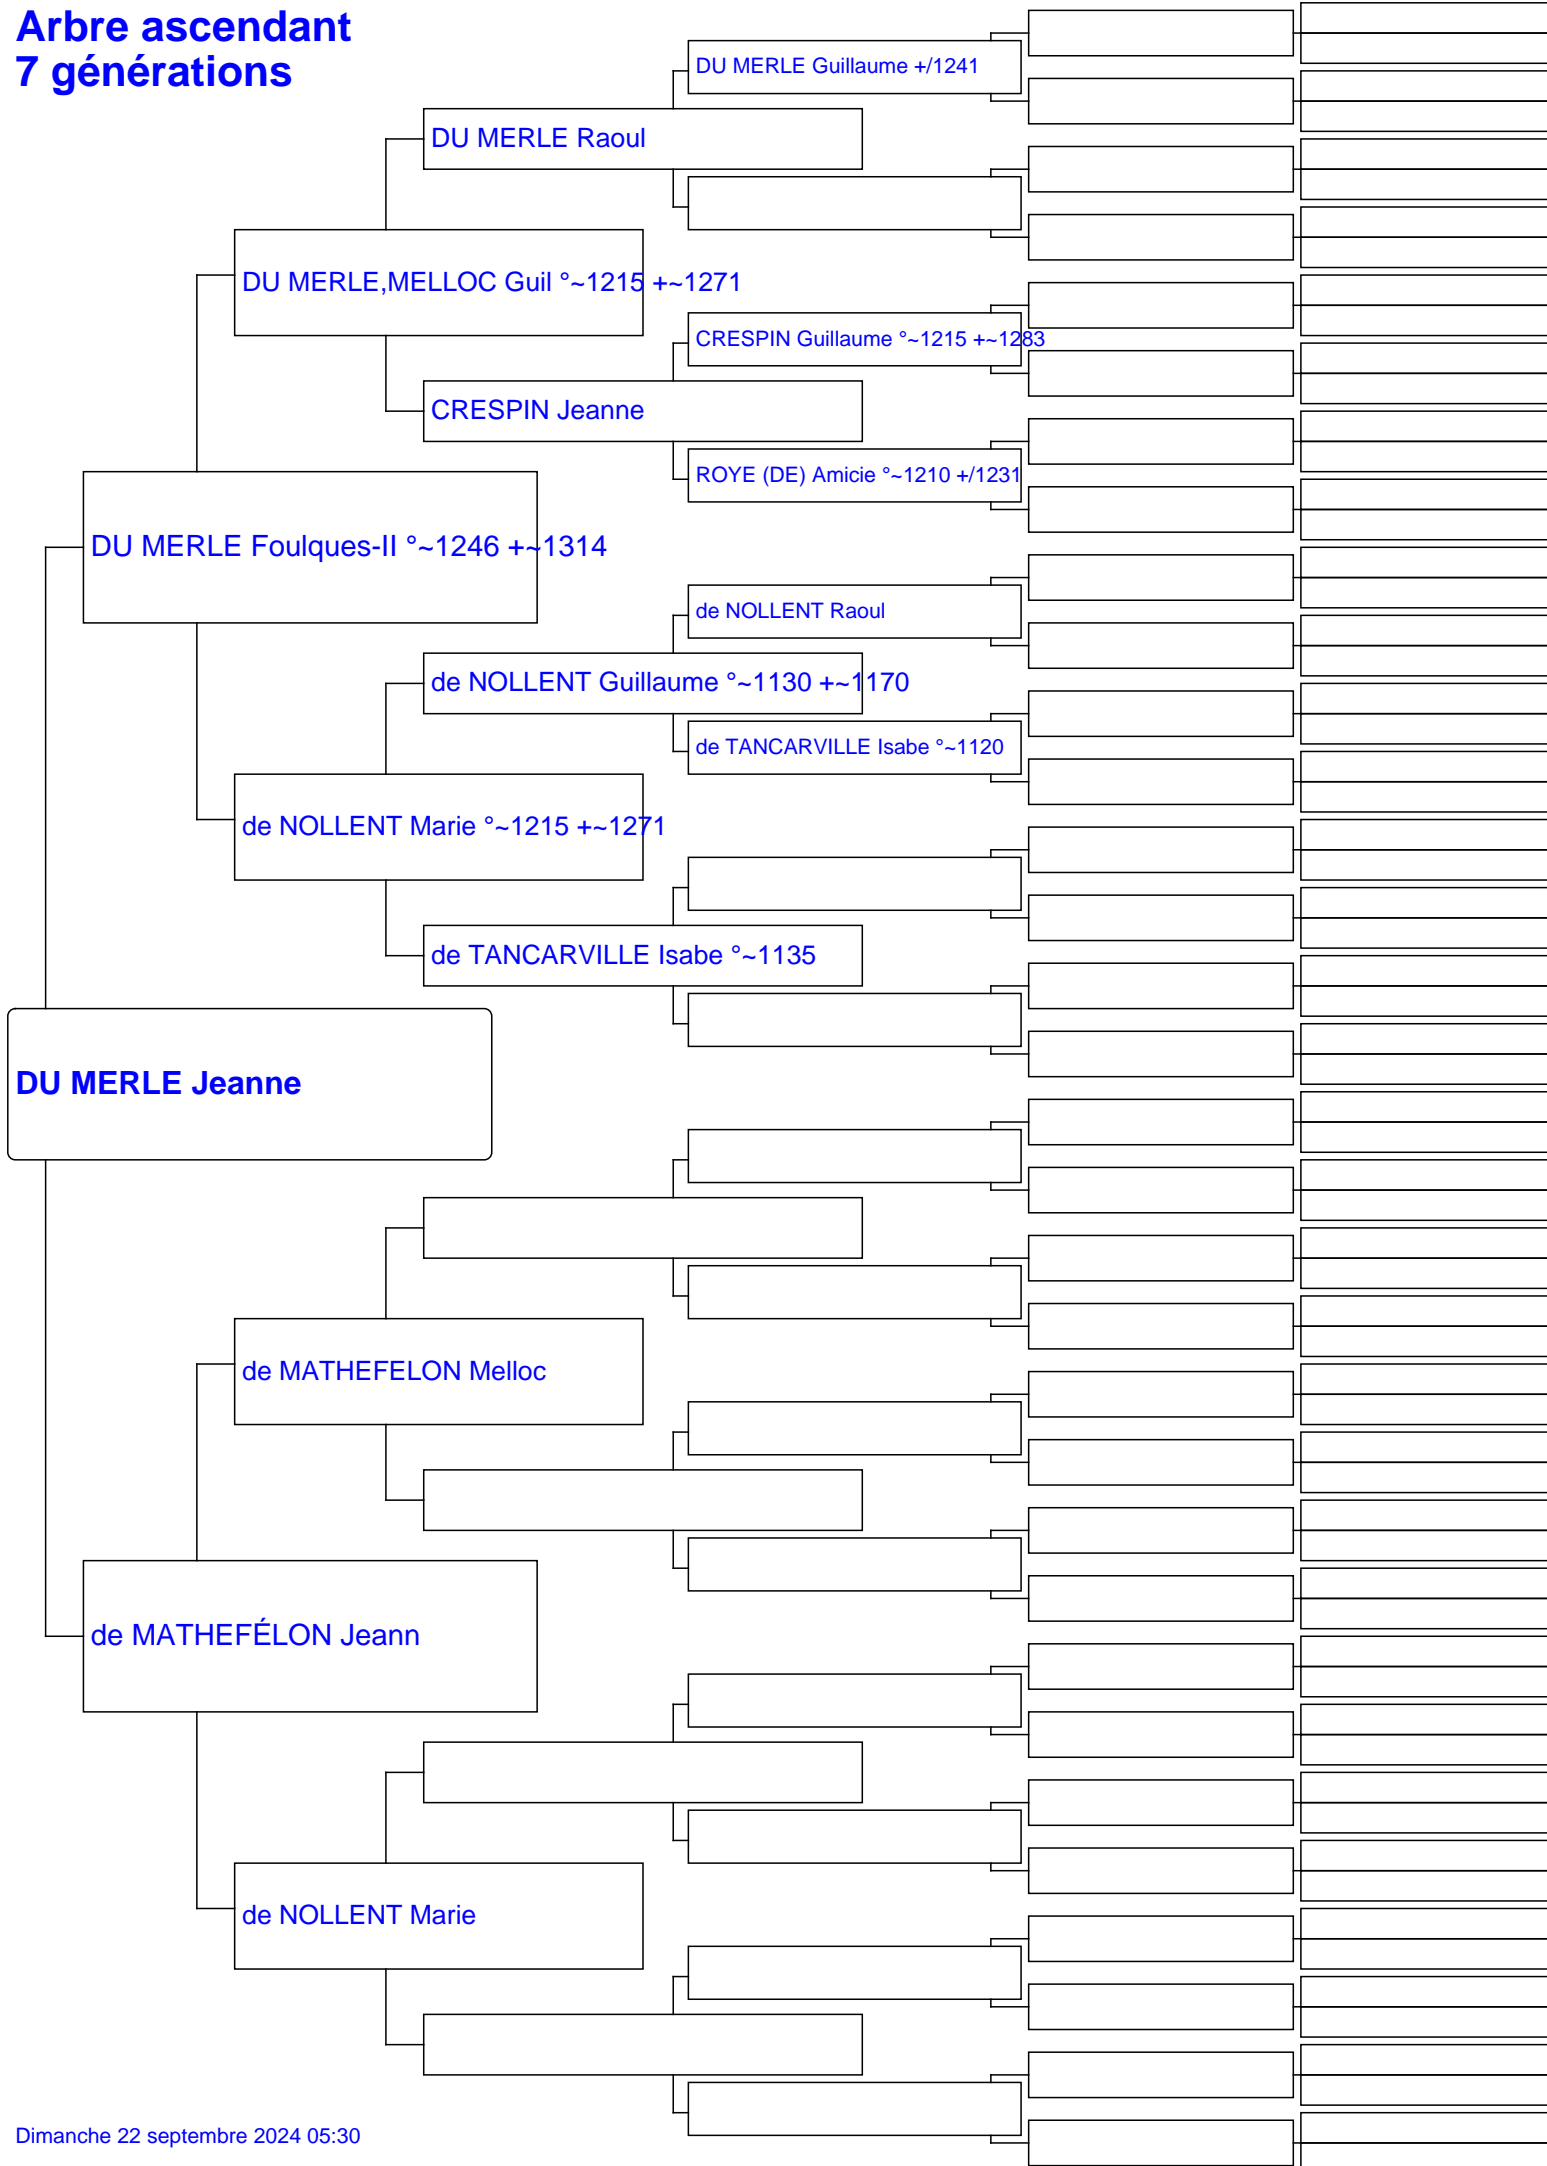 Arbre ascendant
7 générations
DU MERLE Guillaume +/1241
DU MERLE Raoul
DU MERLE,MELLOC Guil °~1215 +~1271
CRESPIN Guillaume °~1215 +~1283
CRESPIN Jeanne
ROYE (DE) Amicie °~1210 +/1231
DU MERLE Foulques-II °~1246 +~1314
de NOLLENT Raoul
de NOLLENT Guillaume °~1130 +~1170
de TANCARVILLE Isabe °~1120
de NOLLENT Marie °~1215 +~1271
de TANCARVILLE Isabe °~1135
DU MERLE Jeanne
de MATHEFELON Melloc
de MATHEFÉLON Jeann
de NOLLENT Marie
Dimanche 22 septembre 2024 05:30